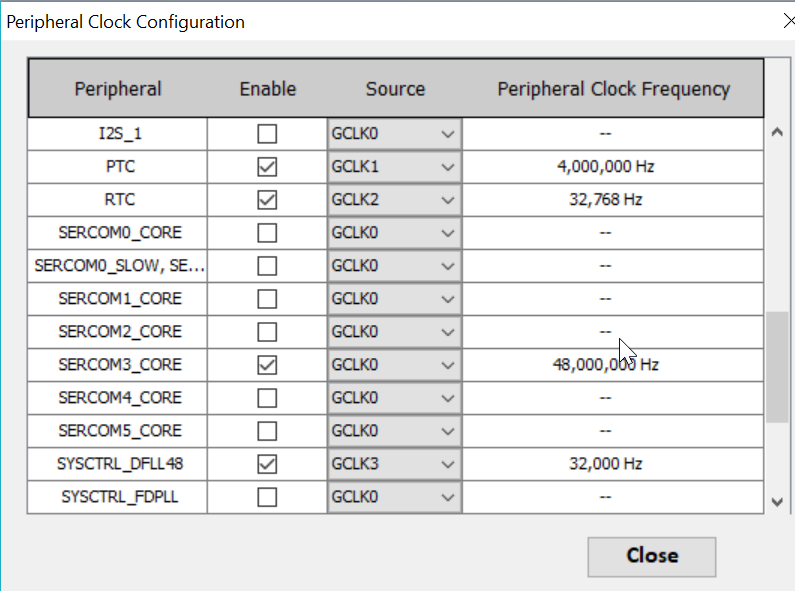 Peripheral Clock Configuration
Peripheral Enable Source Peripheral Clock Frequency
I2S_1 GCLK0 --
PTC GCLK1 4,000,000 Hz
RTC GCLK2 32,768 Hz
SERCOM0_CORE GCLK0 --
SERCOM0_SLOW, SE... GCLK0 --
SERCOM1_CORE GCLK0 --
SERCOM2_CORE GCLK0 --
SERCOM3_CORE GCLK0 48,000,000 Hz
SERCOM4_CORE GCLK0 --
SERCOM5_CORE GCLK0 --
SYSCTRL_DFLL48 GCLK3 32,000 Hz
SYSCTRL_FDPLL GCLK0 --
Close